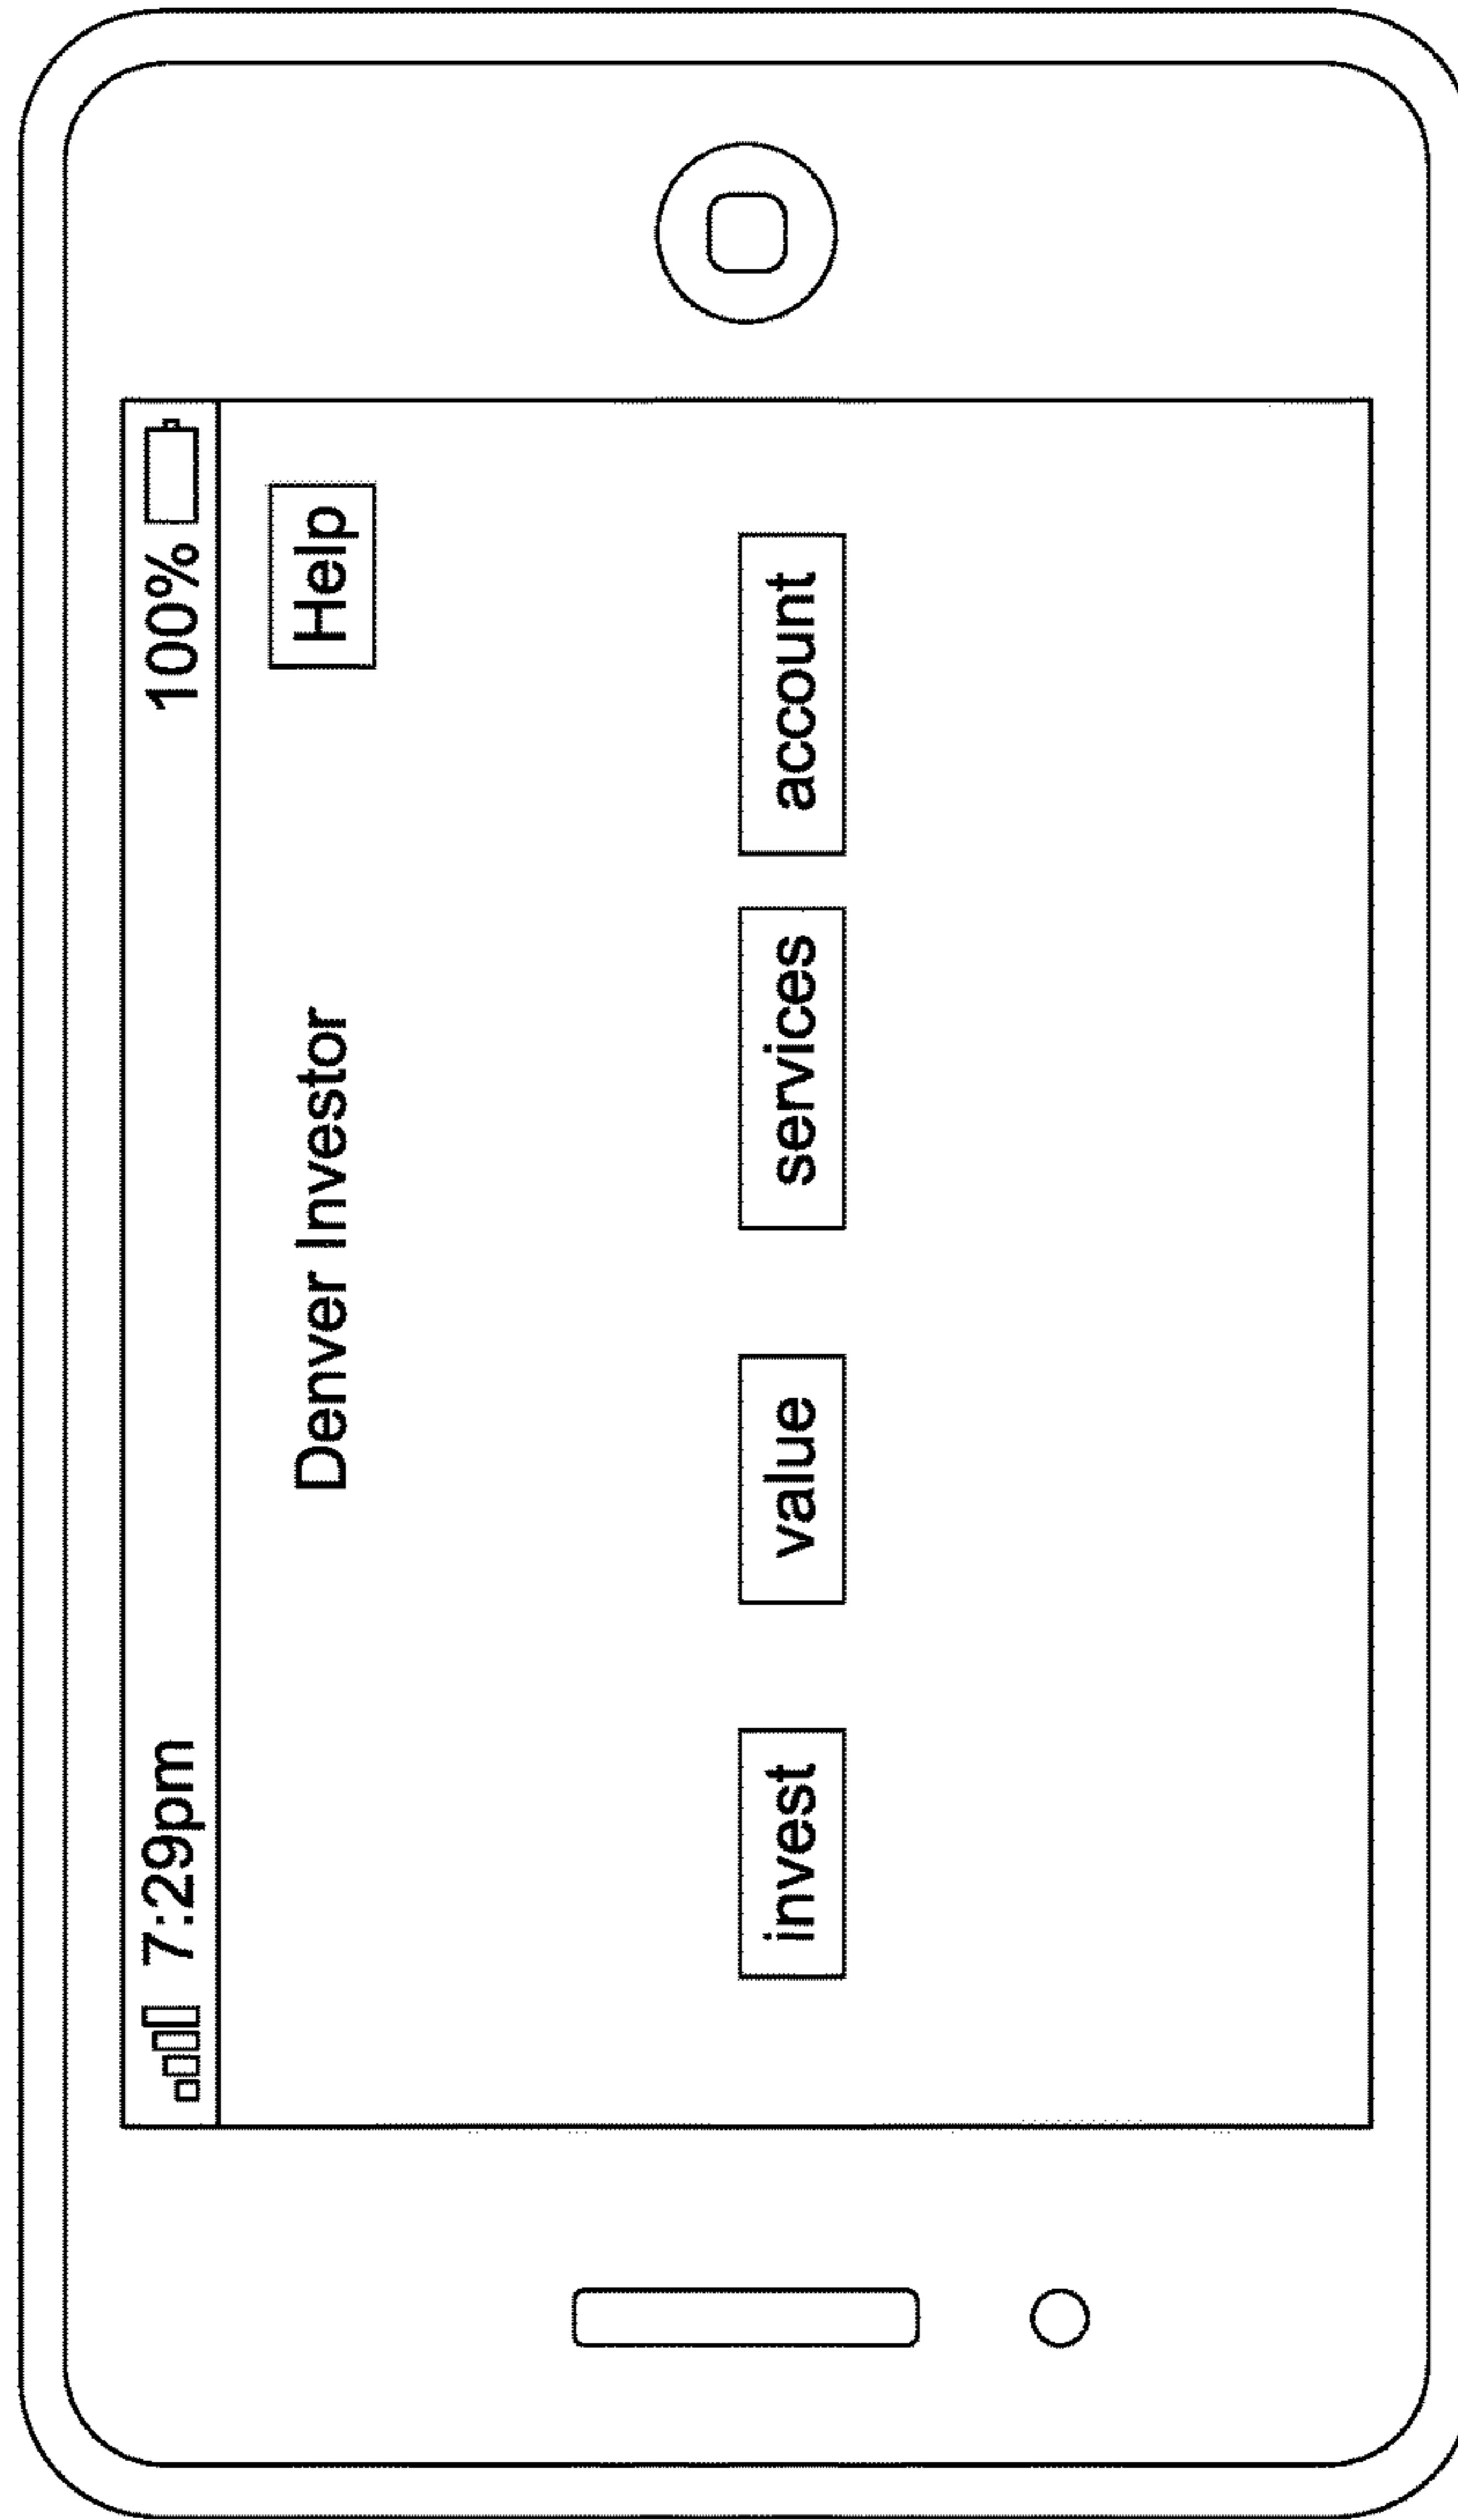 7:29pm 100%
Denver Investor Help
invest value services account